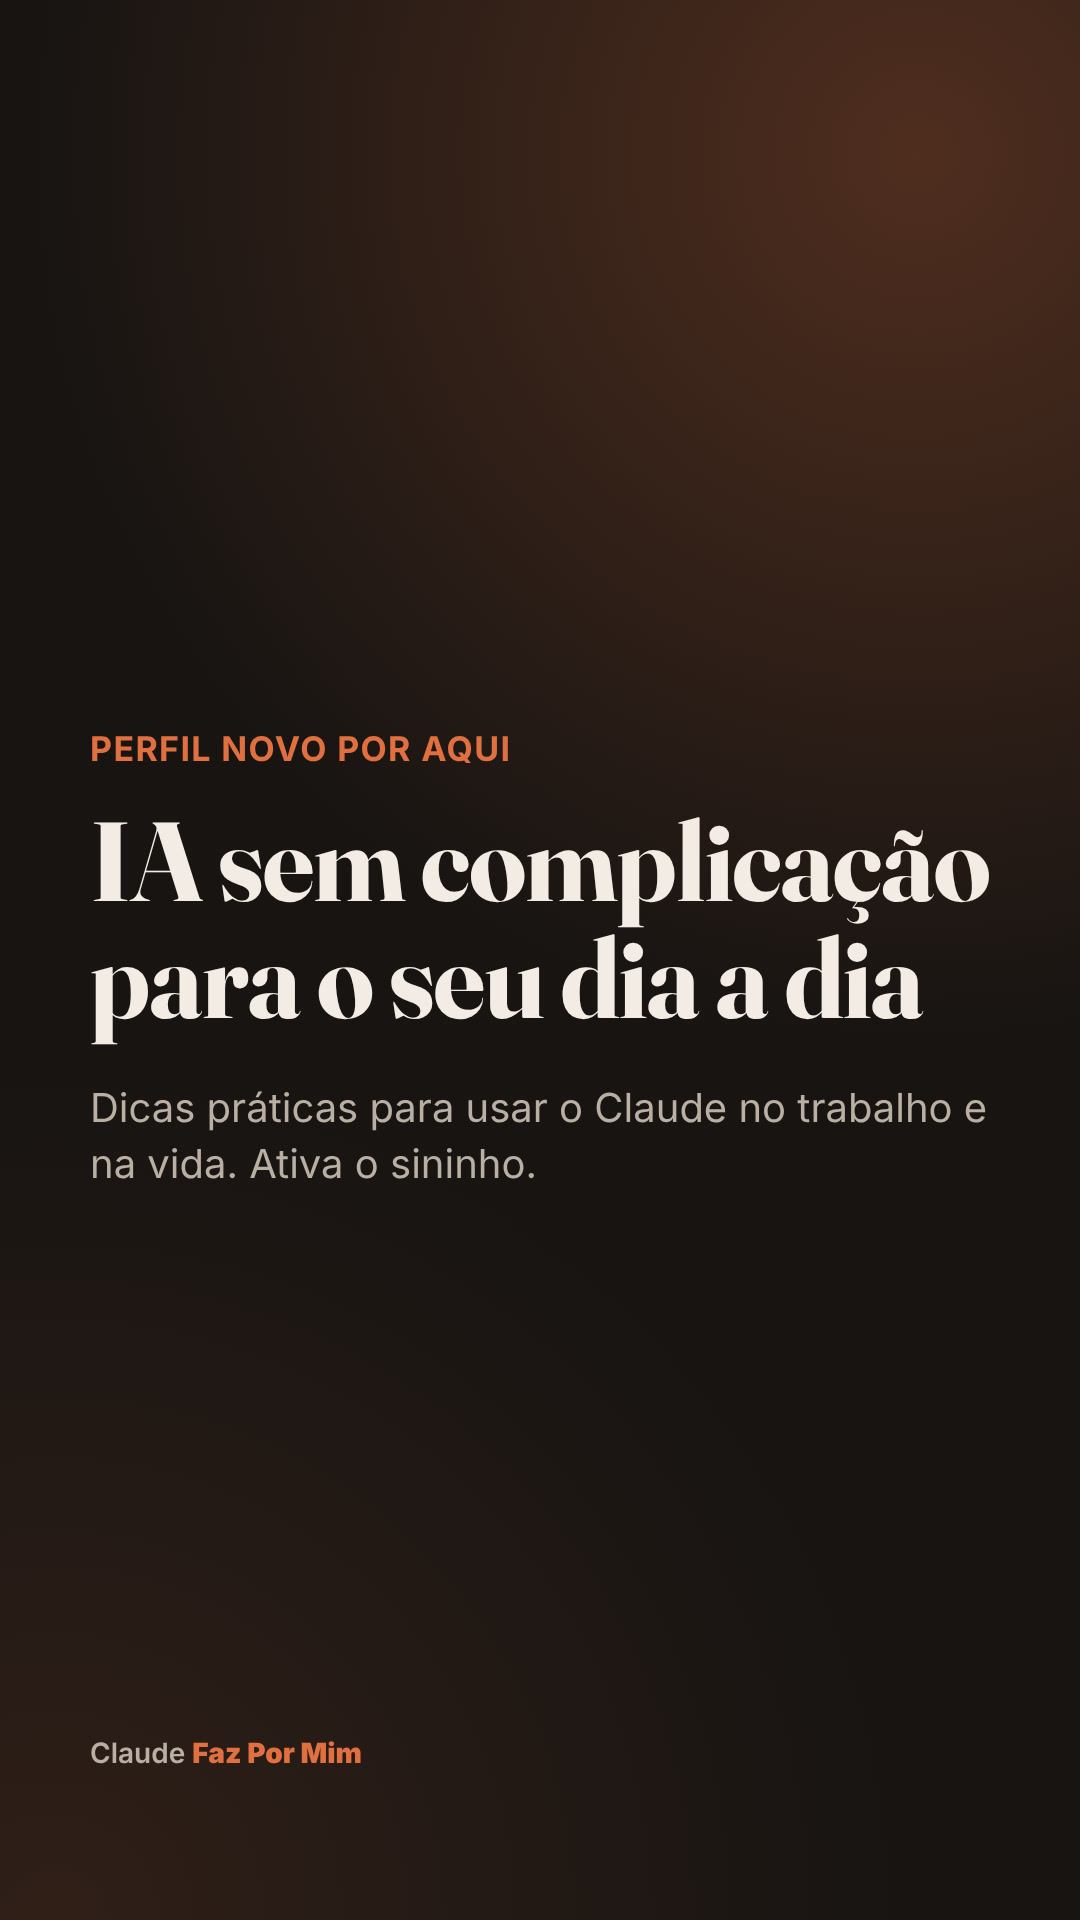 PERFIL NOVO POR AQUI
IA sem complicação
para o seu dia a dia
Dicas práticas para usar o Claude no trabalho e
na vida. Ativa o sininho.
Claude Faz Por Mim